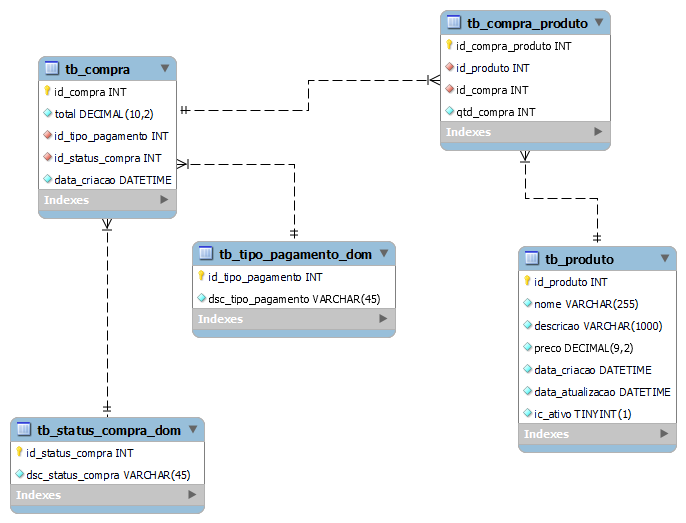 tb_compra_produto
id_compra_produto INT
id_produto INT
id_compra INT
qtd_compra INT
Indexes
tb_compra
id_compra INT
total DECIMAL(10,2)
id_tipo_pagamento INT
id_status_compra INT
data_criacao DATETIME
Indexes
tb_tipo_pagamento_dom
id_tipo_pagamento INT
dsc_tipo_pagamento VARCHAR(45)
Indexes
tb_produto
id_produto INT
nome VARCHAR(255)
descricao VARCHAR(1000)
preco DECIMAL(9,2)
data_criacao DATETIME
data_atualizacao DATETIME
ic_ativo TINYINT(1)
Indexes
tb_status_compra_dom
id_status_compra INT
dsc_status_compra VARCHAR(45)
Indexes